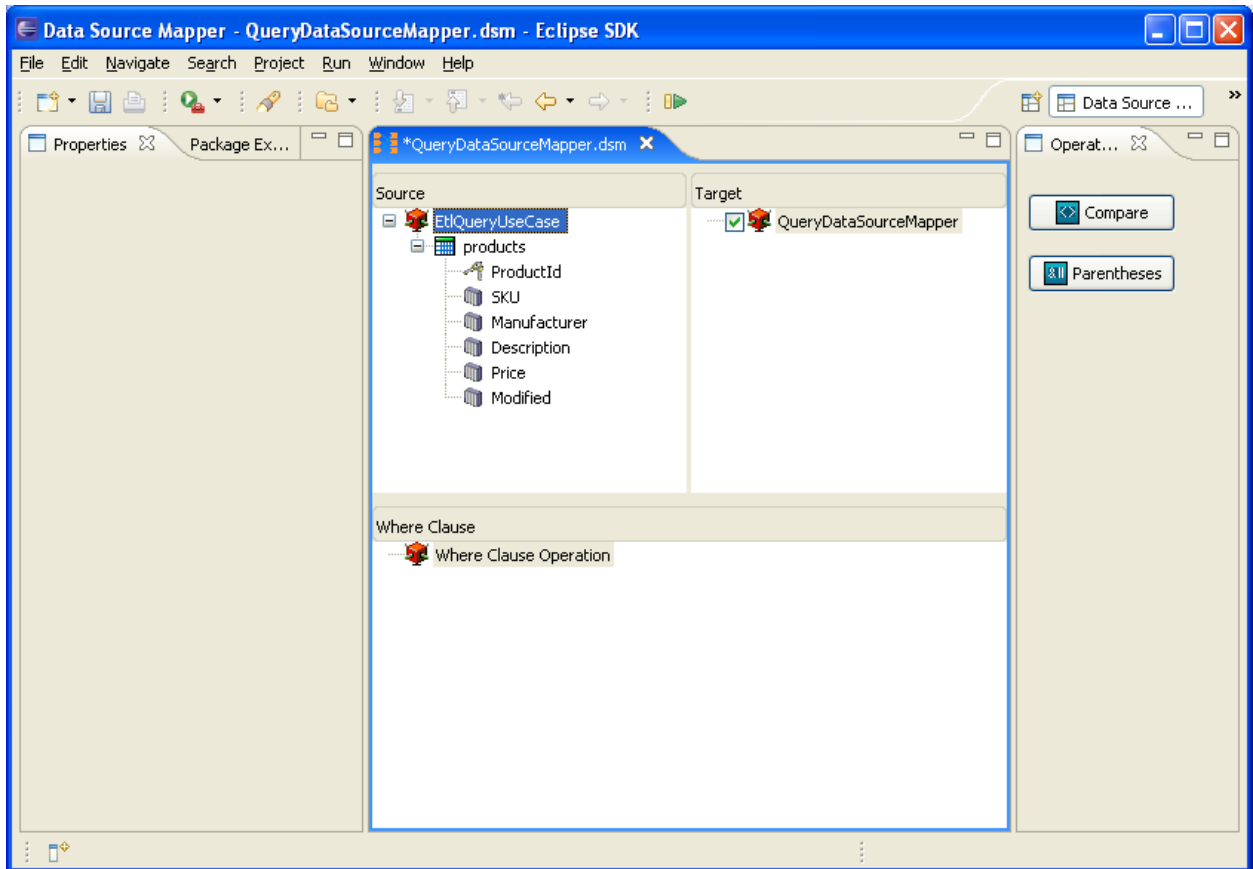 Data Source Mapper - QueryDataSourceMapper.dsm - Eclipse SDK
File Edit Navigate Search Project Run Window Help
Data Source ...
»
Properties
Package Ex...
*QueryDataSourceMapper.dsm
Operat...
Source
Target
EtlQueryUseCase
QueryDataSourceMapper
products
ProductId
SKU
Manufacturer
Description
Price
Modified
<> Compare
&|| Parentheses
Where Clause
Where Clause Operation